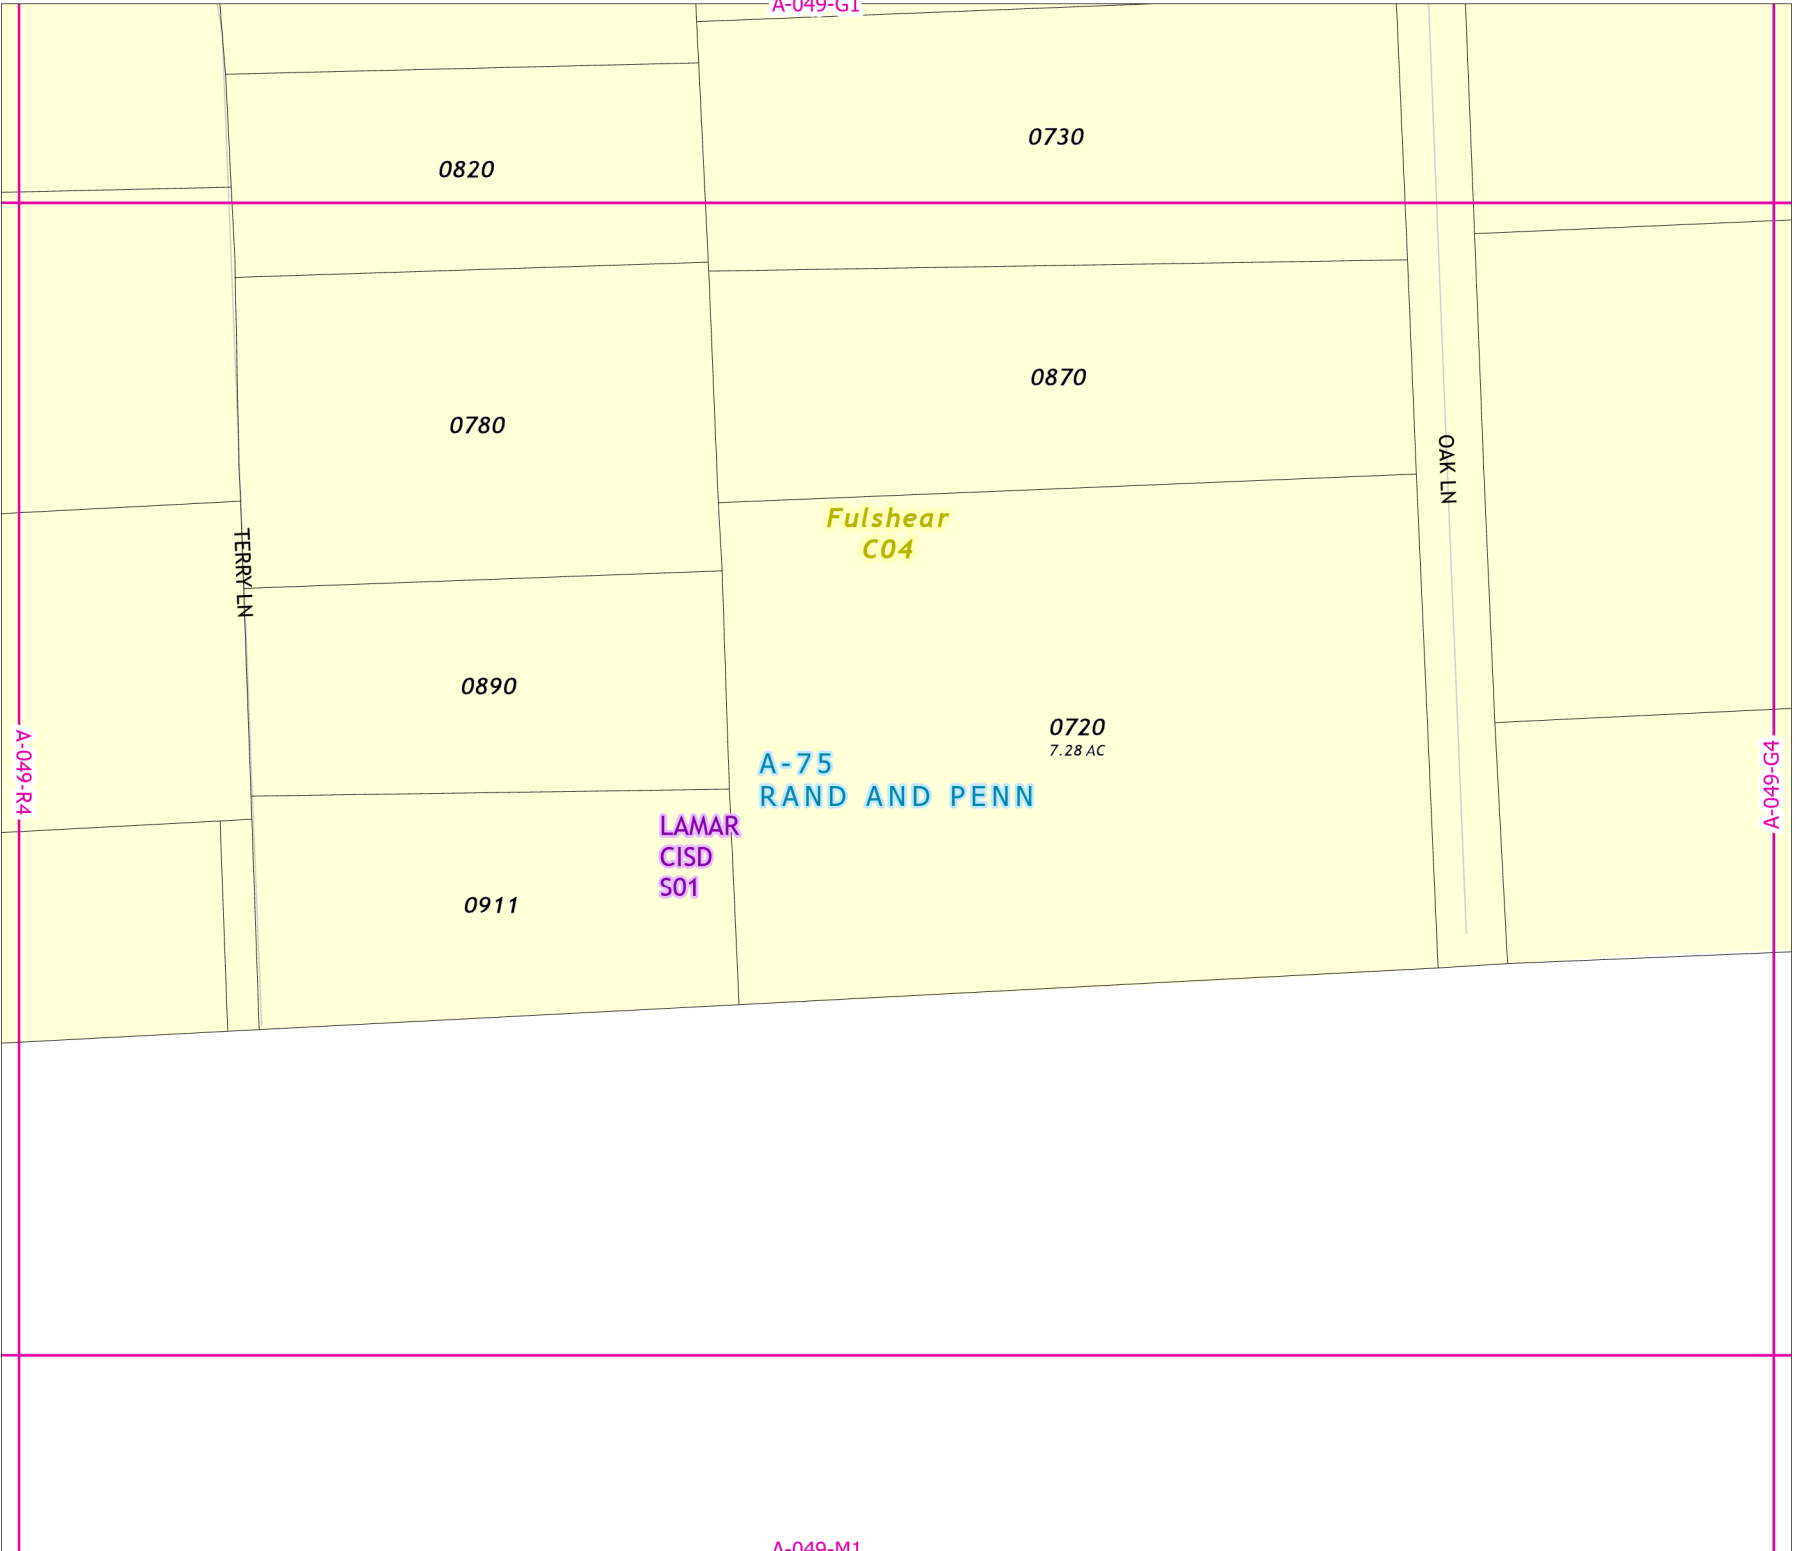 A-049-G1
0730
0820
0870
0780
OAK LN
Fulshear
C04
TERRY LN
0890
0720
7.28 AC
A-049-R4
A-75
RAND AND PENN
A-049-G4
LAMAR
CISD
S01
0911
A-049-M1